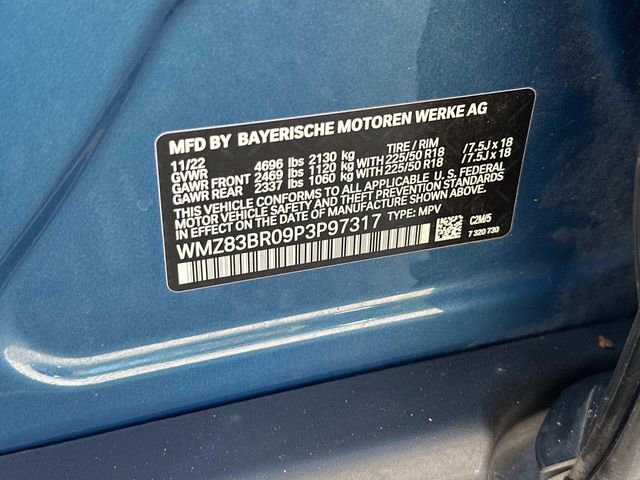 MFD BY BAYERISCHE MOTOREN WERKE AG
11/22 TIRE / RIM
GVWR 4696 lbs 2130 kg
GAWR FRONT 2469 lbs 1120 kg WITH 225/50 R18 /7.5J x 18
GAWR REAR 2337 lbs 1060 kg WITH 225/50 R18 /7.5J x 18
THIS VEHICLE CONFORMS TO ALL APPLICABLE U.S. FEDERAL
MOTOR VEHICLE SAFETY AND THEFT PREVENTION STANDARDS
IN EFFECT ON THE DATE OF MANUFACTURE SHOWN ABOVE.
WMZ83BR09P3P97317 TYPE: MPV
C2M/5
7 320 730